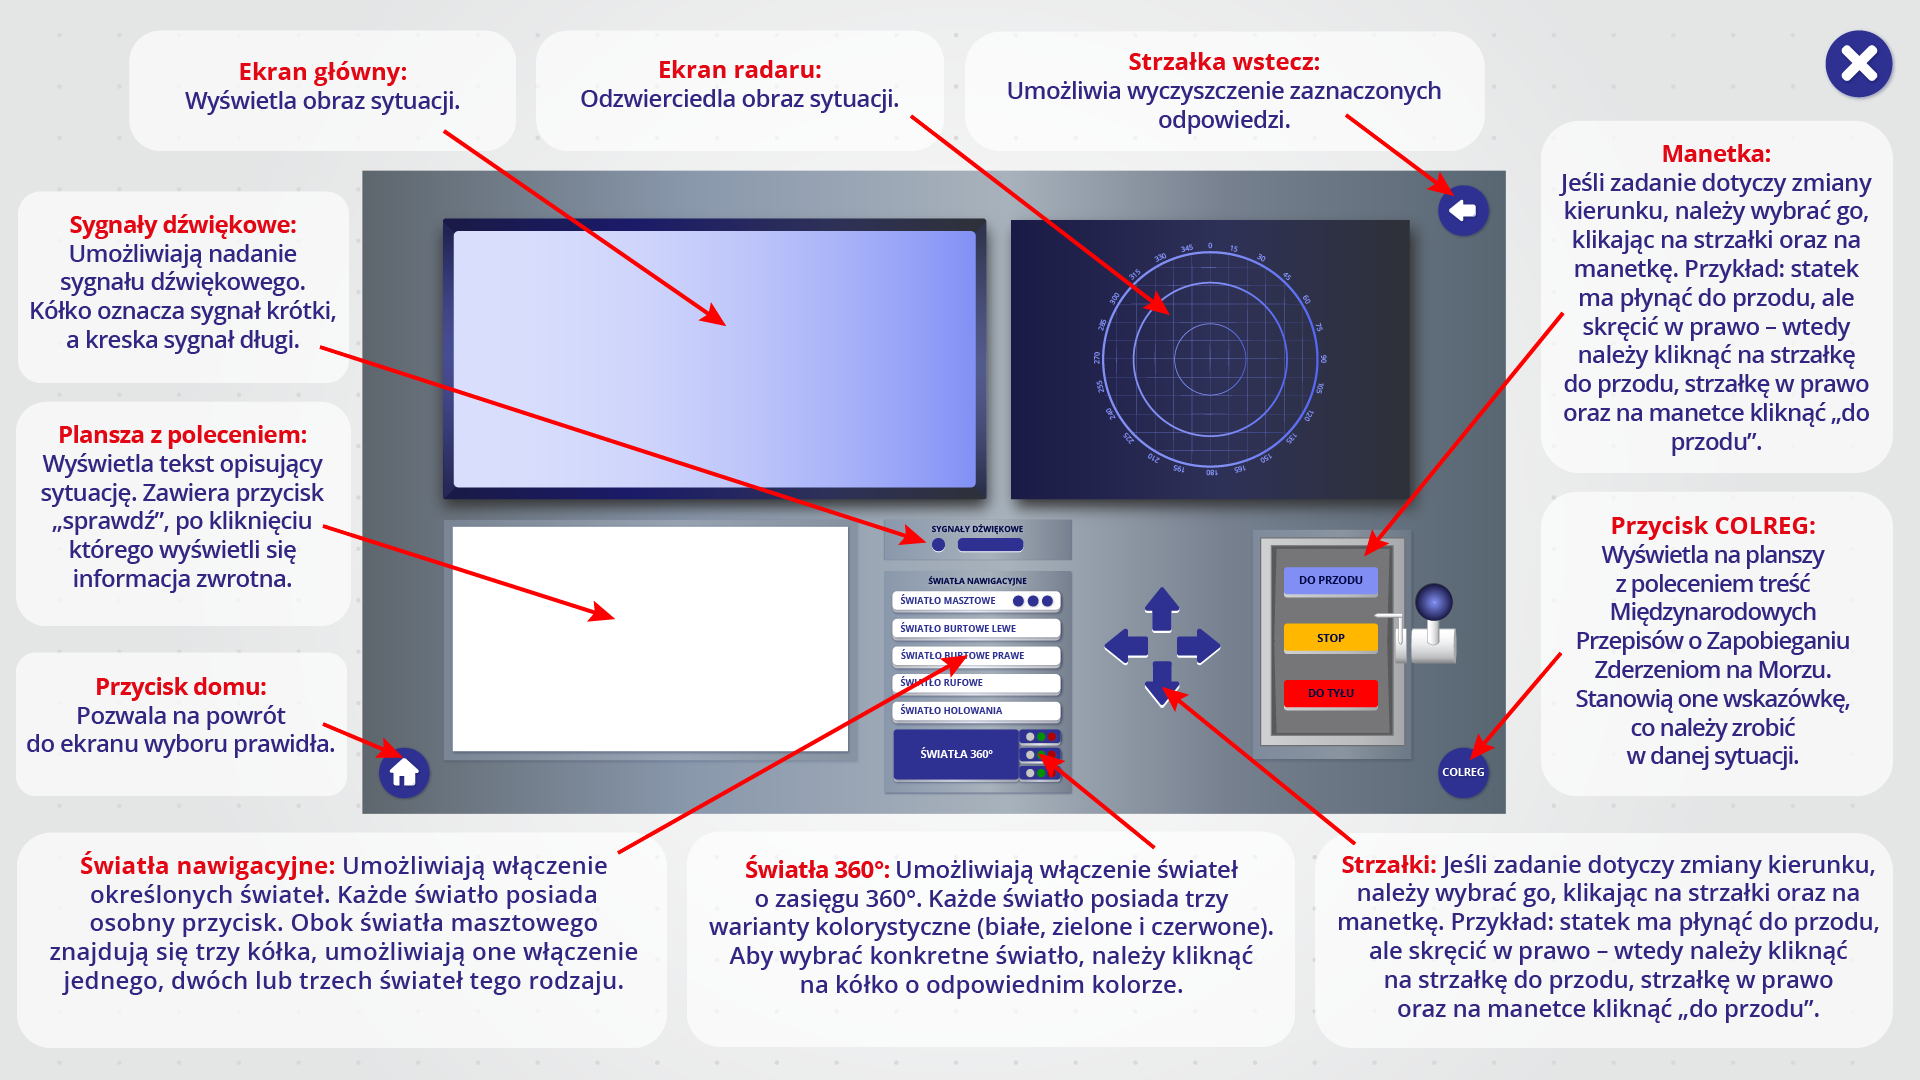 Ekran główny:
Wyświetla obraz sytuacji.
Ekran radaru:
Odzwierciedla obraz sytuacji.
Strzałka wstecz:
Umożliwia wyczyszczenie zaznaczonych
odpowiedzi.
Sygnały dźwiękowe:
Umożliwiają nadanie
sygnału dźwiękowego.
Kółko oznacza sygnał krótki,
a kreska sygnał długi.
Plansza z poleceniem:
Wyświetla tekst opisujący
sytuację. Zawiera przycisk
„sprawdź”, po kliknięciu
którego wyświetli się
informacja zwrotna.
Przycisk domu:
Pozwala na powrót
do ekranu wyboru prawidła.
0
15
30
45
60
75
90
105
120
135
150
165
180
195
210
225
240
255
270
285
300
315
330
345
SYGNAŁY DŹWIĘKOWE
ŚWIATŁA NAWIGACYJNE
ŚWIATŁO MASZTOWE
ŚWIATŁO BURTOWE LEWE
ŚWIATŁO BURTOWE PRAWE
ŚWIATŁO RUFOWE
ŚWIATŁO HOLOWANIA
ŚWIATŁA 360°
DO PRZODU
STOP
DO TYŁU
COLREG
Manetka:
Jeśli zadanie dotyczy zmiany
kierunku, należy wybrać go,
klikając na strzałki oraz na
manetkę. Przykład: statek
ma płynąć do przodu, ale
skręcić w prawo – wtedy
należy kliknąć na strzałkę
do przodu, strzałkę w prawo
oraz na manetce kliknąć „do
przodu”.
Przycisk COLREG:
Wyświetla na planszy
z poleceniem treść
Międzynarodowych
Przepisów o Zapobieganiu
Zderzeniom na Morzu.
Stanowią one wskazówkę,
co należy zrobić
w danej sytuacji.
Światła nawigacyjne: Umożliwiają włączenie
określonych świateł. Każde światło posiada
osobny przycisk. Obok światła masztowego
znajdują się trzy kółka, umożliwiają one włączenie
jednego, dwóch lub trzech świateł tego rodzaju.
Światła 360°: Umożliwiają włączenie świateł
o zasięgu 360°. Każde światło posiada trzy
warianty kolorystyczne (białe, zielone i czerwone).
Aby wybrać konkretne światło, należy kliknąć
na kółko o odpowiednim kolorze.
Strzałki: Jeśli zadanie dotyczy zmiany kierunku,
należy wybrać go, klikając na strzałki oraz na
manetkę. Przykład: statek ma płynąć do przodu,
ale skręcić w prawo – wtedy należy kliknąć
na strzałkę do przodu, strzałkę w prawo
oraz na manetce kliknąć „do przodu”.